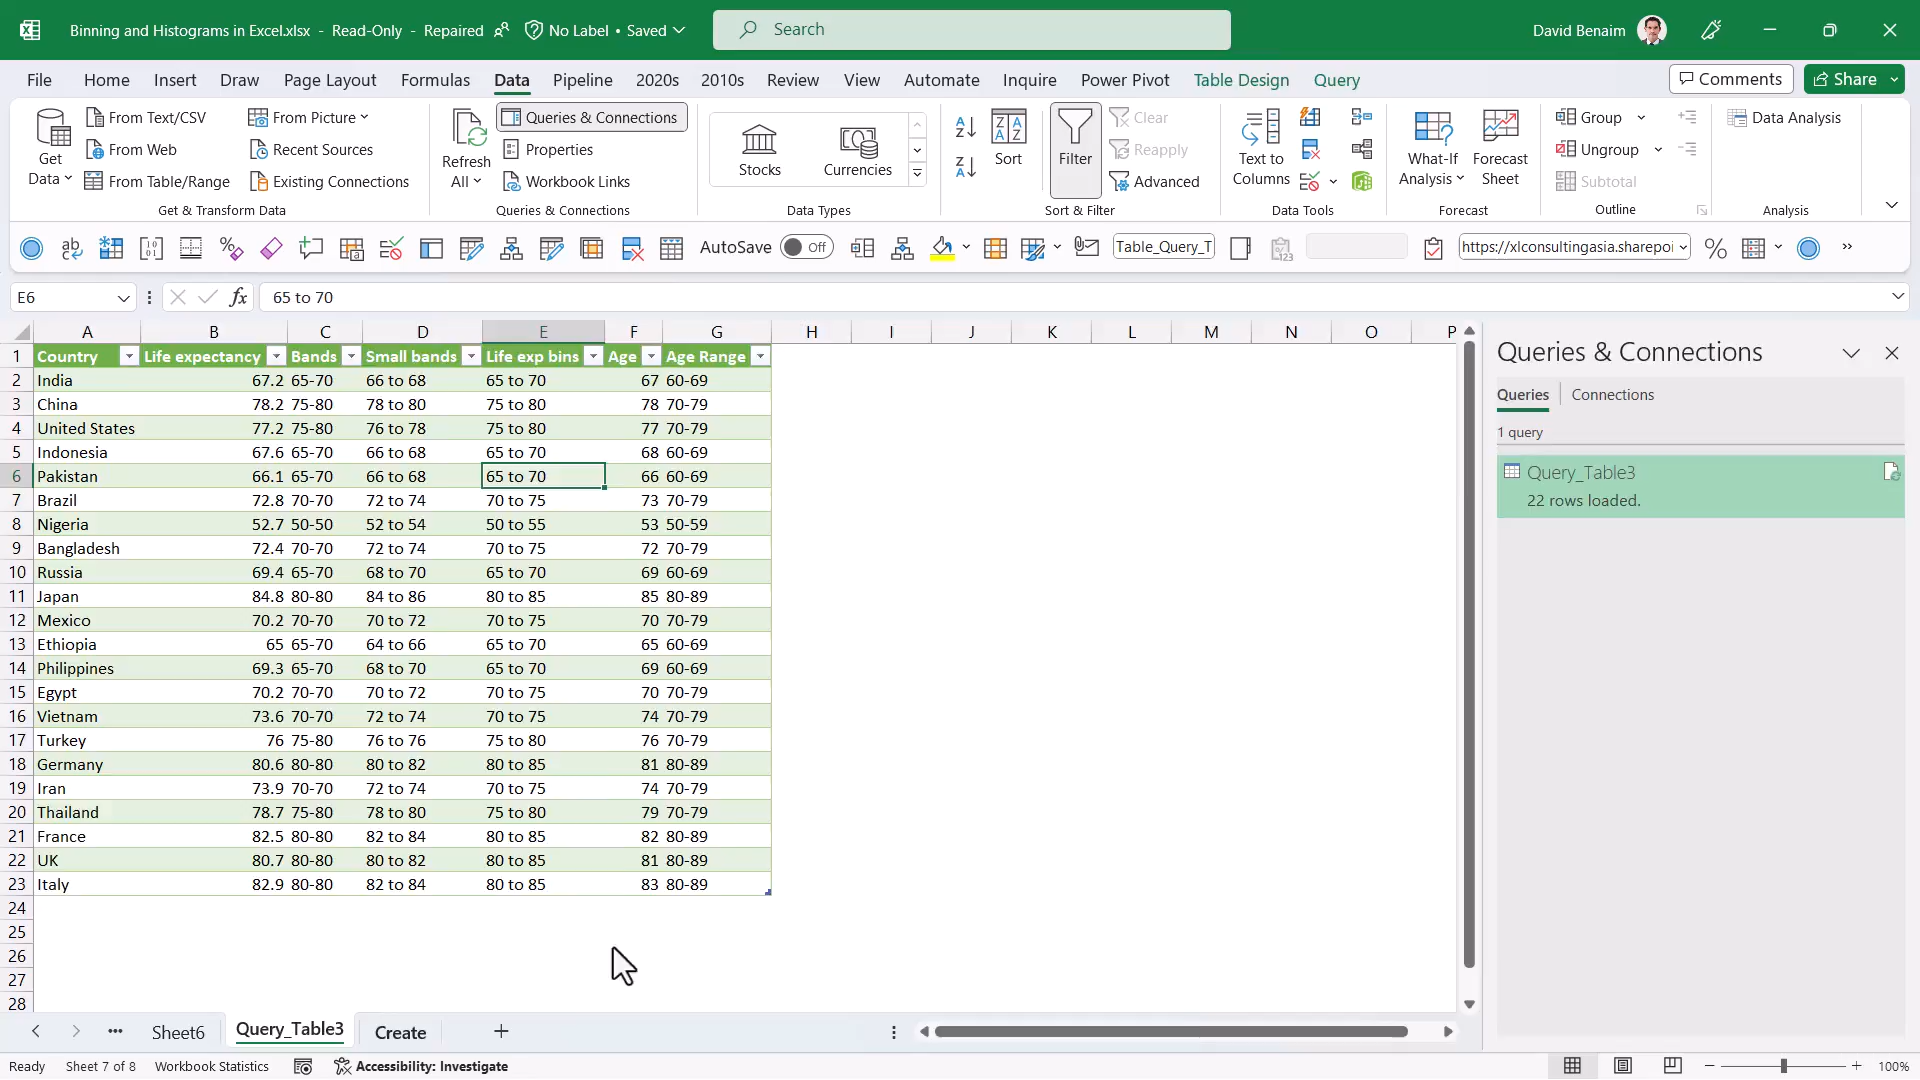 Binning and Histograms in Excel.xlsx - Read-Only - Repaired No Label • Saved
Search
David Benaim
File Home Insert Draw Page Layout Formulas Data Pipeline 2020s 2010s Review View Automate Inquire Power Pivot Table Design Query
Comments Share
Get Data
From Text/CSV
From Web
From Table/Range
From Picture
Recent Sources
Existing Connections
Get & Transform Data
Refresh All
Queries & Connections
Properties
Workbook Links
Queries & Connections
Stocks
Currencies
Data Types
Sort
Filter
Clear
Reapply
Advanced
Sort & Filter
Text to Columns
Data Tools
What-If Analysis
Forecast Sheet
Forecast
Group
Ungroup
Subtotal
Outline
Data Analysis
Analysis
AutoSave Off
Table_Query_T
https://xlconsultingasia.sharepoi
E6
65 to 70
A B C D E F G H I J K L M N O P
1 Country Life expectancy Bands Small bands Life exp bins Age Age Range
2 India 67.2 65-70 66 to 68 65 to 70 67 60-69
3 China 78.2 75-80 78 to 80 75 to 80 78 70-79
4 United States 77.2 75-80 76 to 78 75 to 80 77 70-79
5 Indonesia 67.6 65-70 66 to 68 65 to 70 68 60-69
6 Pakistan 66.1 65-70 66 to 68 65 to 70 66 60-69
7 Brazil 72.8 70-70 72 to 74 70 to 75 73 70-79
8 Nigeria 52.7 50-50 52 to 54 50 to 55 53 50-59
9 Bangladesh 72.4 70-70 72 to 74 70 to 75 72 70-79
10 Russia 69.4 65-70 68 to 70 65 to 70 69 60-69
11 Japan 84.8 80-80 84 to 86 80 to 85 85 80-89
12 Mexico 70.2 70-70 70 to 72 70 to 75 70 70-79
13 Ethiopia 65 65-70 64 to 66 65 to 70 65 60-69
14 Philippines 69.3 65-70 68 to 70 65 to 70 69 60-69
15 Egypt 70.2 70-70 70 to 72 70 to 75 70 70-79
16 Vietnam 73.6 70-70 72 to 74 70 to 75 74 70-79
17 Turkey 76 75-80 76 to 76 75 to 80 76 70-79
18 Germany 80.6 80-80 80 to 82 80 to 85 81 80-89
19 Iran 73.9 70-70 72 to 74 70 to 75 74 70-79
20 Thailand 78.7 75-80 78 to 80 75 to 80 79 70-79
21 France 82.5 80-80 82 to 84 80 to 85 82 80-89
22 UK 80.7 80-80 80 to 82 80 to 85 81 80-89
23 Italy 82.9 80-80 82 to 84 80 to 85 83 80-89
24
25
26
27
28
Queries & Connections
Queries Connections
1 query
Query_Table3
22 rows loaded.
Sheet6 Query_Table3 Create
Ready Sheet 7 of 8 Workbook Statistics Accessibility: Investigate
100%